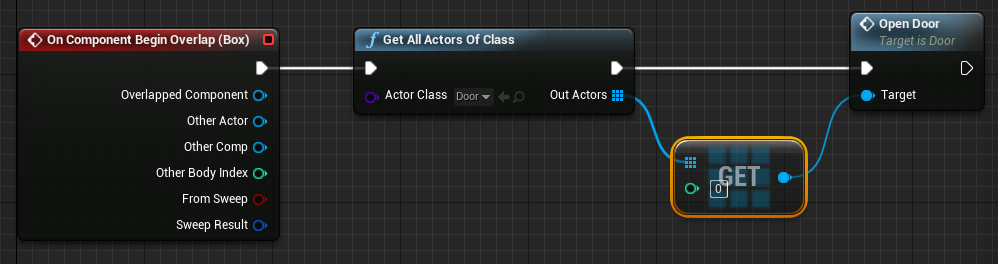 On Component Begin Overlap (Box)
Overlapped Component
Other Actor
Other Comp
Other Body Index
From Sweep
Sweep Result
f Get All Actors Of Class
Actor Class Door Out Actors
GET
0
Open Door
Target is Door
Target